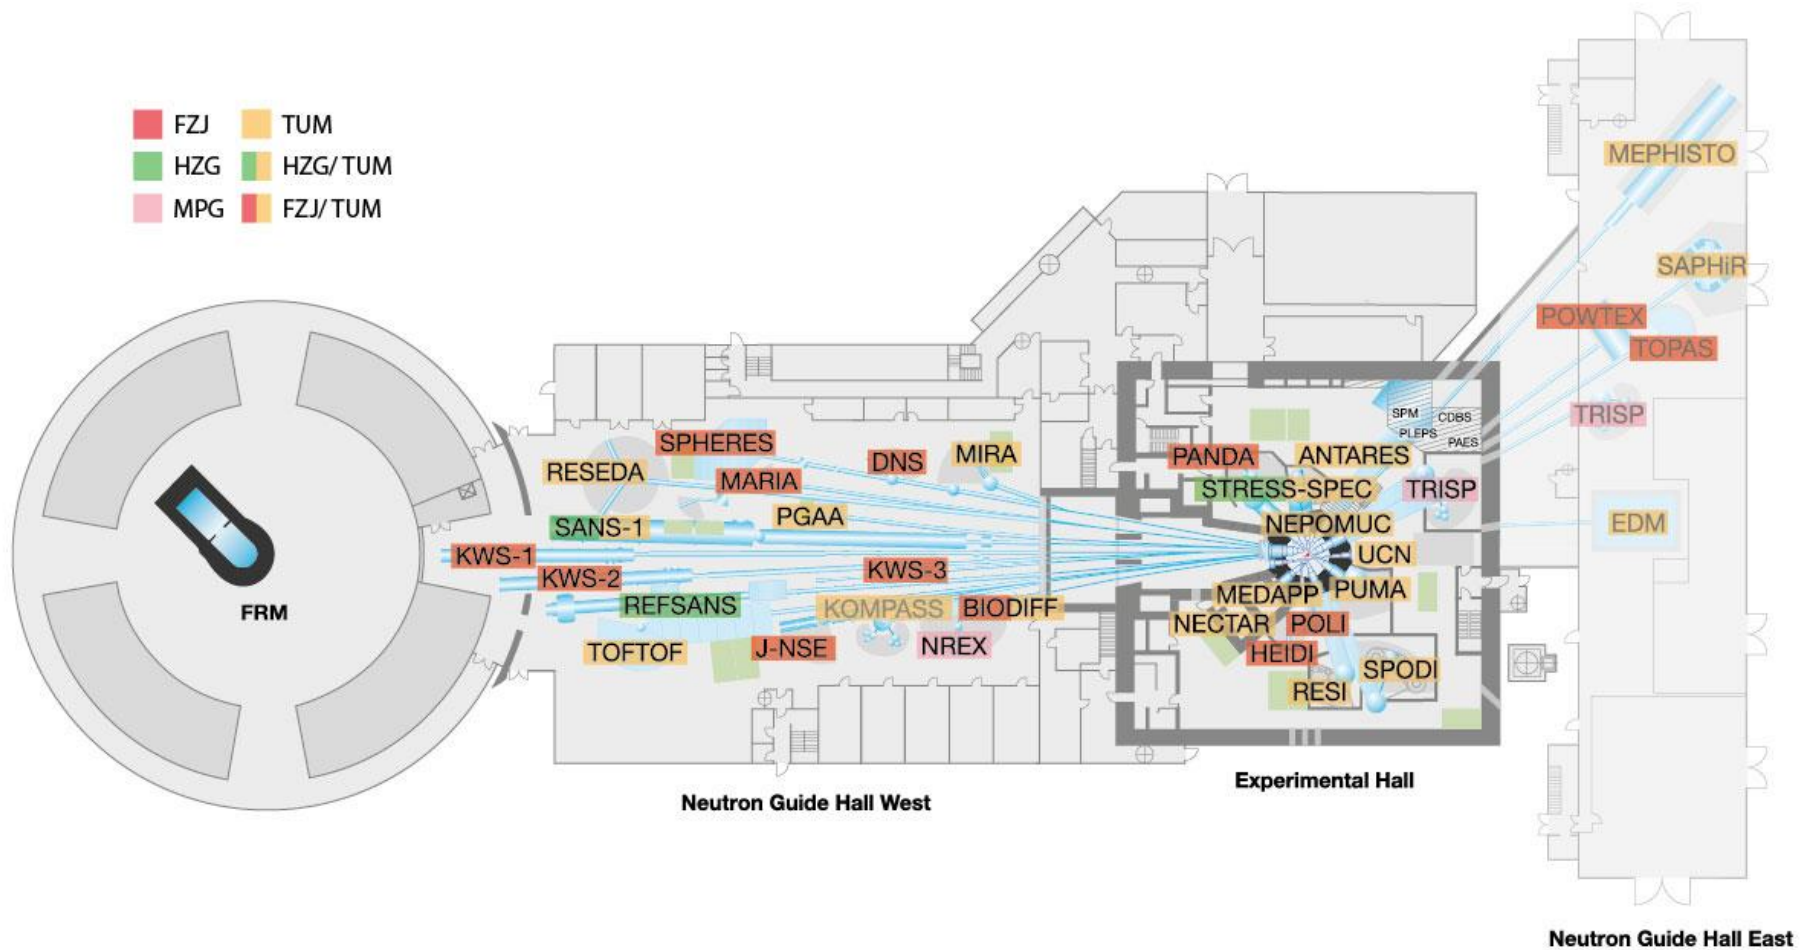 FZJ
TUM
HZG
HZG/ TUM
MPG
FZJ/ TUM
MEPHISTO
SAPHiR
POWTEX
TOPAS
TRISP
EDM
SPM
CDBS
PLEPS
PAES
PANDA
ANTARES
STRESS-SPEC
TRISP
NEPOMUC
UCN
MEDAPP
PUMA
NECTAR
POLI
HEIDI
SPODI
RESI
SPHERES
RESEDA
MARIA
DNS
MIRA
SANS-1
PGAA
KWS-1
KWS-2
KWS-3
REFSANS
KOMPASS
BIODIFF
TOFTOF
J-NSE
NREX
FRM
Neutron Guide Hall West
Experimental Hall
Neutron Guide Hall East